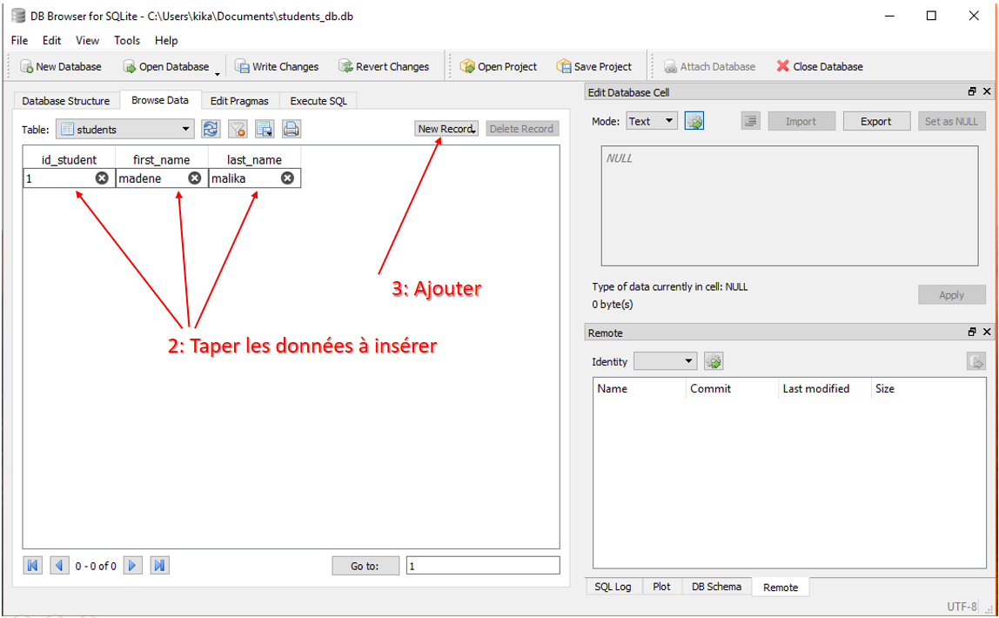 DB Browser for SQLite - C:\Users\kika\Documents\students_db.db
File Edit View Tools Help
New Database Open Database Write Changes Revert Changes Open Project Save Project Attach Database Close Database
Database Structure Browse Data Edit Pragmas Execute SQL
Table: students New Record Delete Record
id_student first_name last_name
1 madene malika
3: Ajouter
2: Taper les données à insérer
0 - 0 of 0 Go to: 1
Edit Database Cell
Mode: Text Import Export Set as NULL
NULL
Type of data currently in cell: NULL
0 byte(s)
Apply
Remote
Identity
Name Commit Last modified Size
SQL Log Plot DB Schema Remote
UTF-8